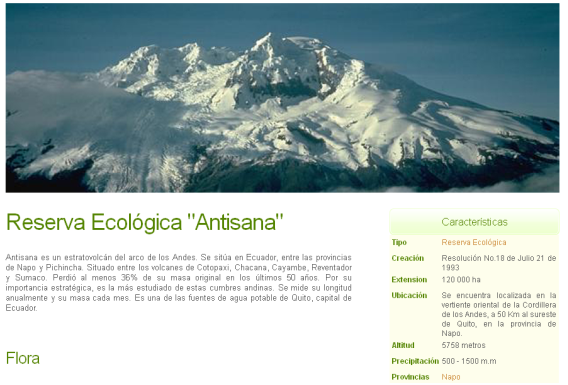 Reserva Ecológica "Antisana"
Antisana es un estratovolcán del arco de los Andes. Se sitúa en Ecuador, entre las provincias
de Napo y Pichincha. Situado entre los volcanes de Cotopaxi, Chacana, Cayambe, Reventador
y Sumaco. Perdió al menos 36% de su masa original en los últimos 50 años. Por su
importancia estratégica, es la más estudiado de estas cumbres andinas. Se mide su longitud
anualmente y su masa cada mes. Es una de las fuentes de agua potable de Quito, capital de
Ecuador.
Flora
Características
Tipo Reserva Ecológica
Creación Resolución No.18 de Julio 21 de
1993
Extension 120 000 ha
Ubicación Se encuentra localizada en la
vertiente oriental de la Cordillera
de los Andes, a 50 Km al sureste
de Quito, en la provincia de
Napo.
Altitud 5758 metros
Precipitación 500 - 1500 m.m
Provincias Napo